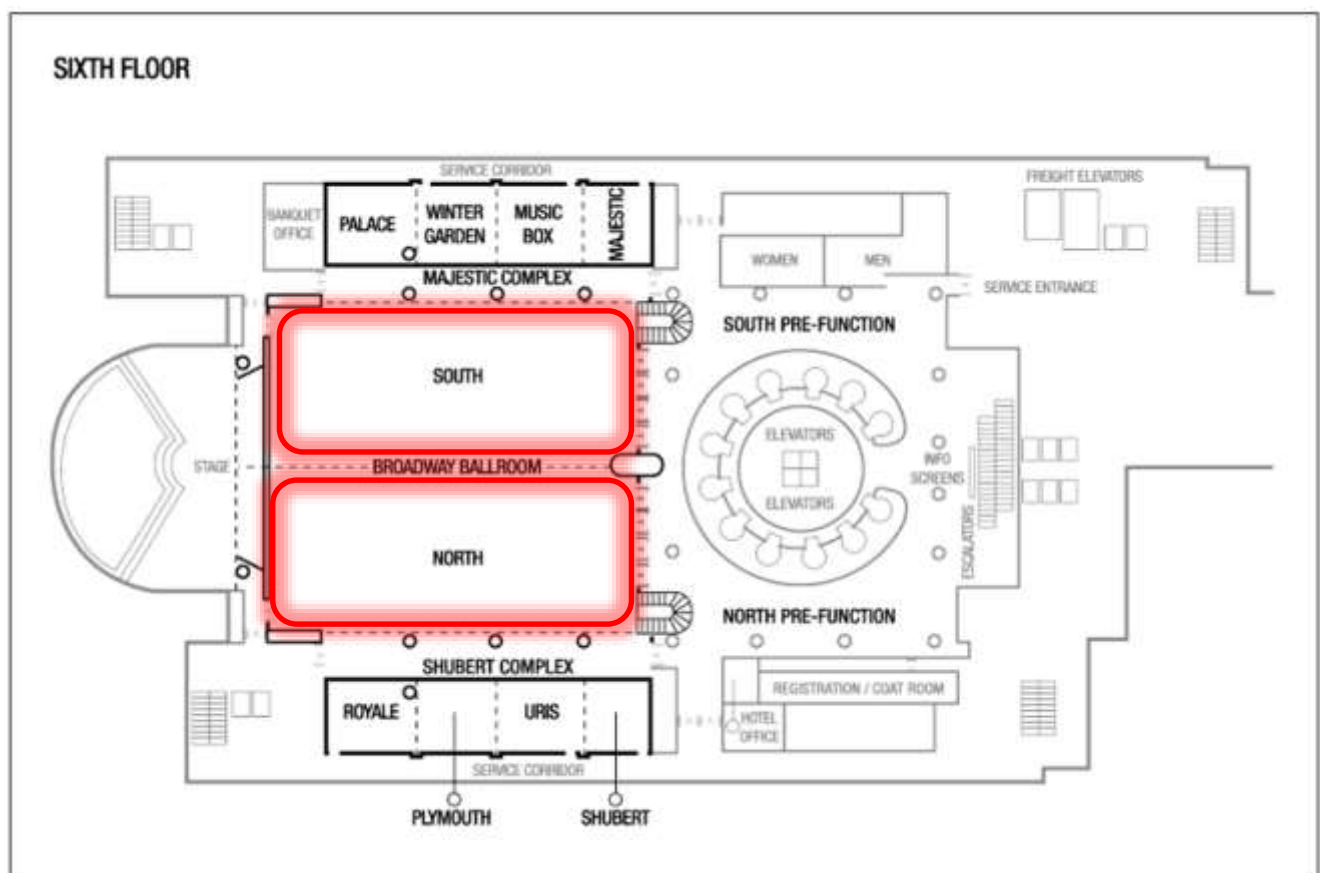 SIXTH FLOOR
SERVICE CORRIDOR
FREIGHT ELEVATORS
BANQUET
OFFICE
PALACE
WINTER
GARDEN
MUSIC
BOX
MAJESTIC
WOMEN
MEN
MAJESTIC COMPLEX
SERVICE ENTRANCE
SOUTH PRE-FUNCTION
SOUTH
ELEVATORS
STAGE
BROADWAY BALLROOM
INFO
SCREENS
ELEVATORS
ESCALATORS
NORTH
NORTH PRE-FUNCTION
SHUBERT COMPLEX
REGISTRATION / COAT ROOM
ROYALE
URIS
HOTEL
OFFICE
SERVICE CORRIDOR
PLYMOUTH
SHUBERT